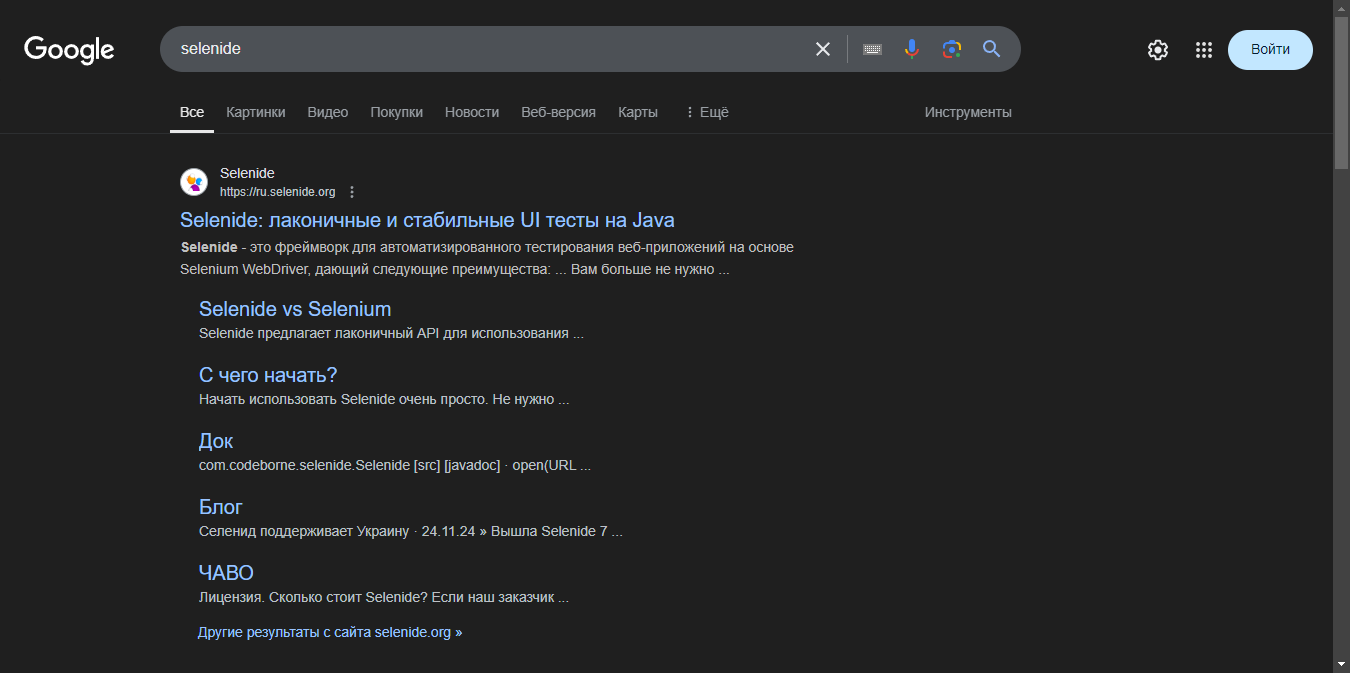 Google
selenide
Войти
Все Картинки Видео Покупки Новости Веб-версия Карты Ещё Инструменты
Selenide
https://ru.selenide.org
Selenide: лаконичные и стабильные UI тесты на Java
Selenide - это фреймворк для автоматизированного тестирования веб-приложений на основе
Selenium WebDriver, дающий следующие преимущества: ... Вам больше не нужно ...
Selenide vs Selenium
Selenide предлагает лаконичный API для использования ...
С чего начать?
Начать использовать Selenide очень просто. Не нужно ...
Док
com.codeborne.selenide.Selenide [src] [javadoc] · open(URL ...
Блог
Селенид поддерживает Украину · 24.11.24 » Вышла Selenide 7 ...
ЧАВО
Лицензия. Сколько стоит Selenide? Если наш заказчик ...
Другие результаты с сайта selenide.org »